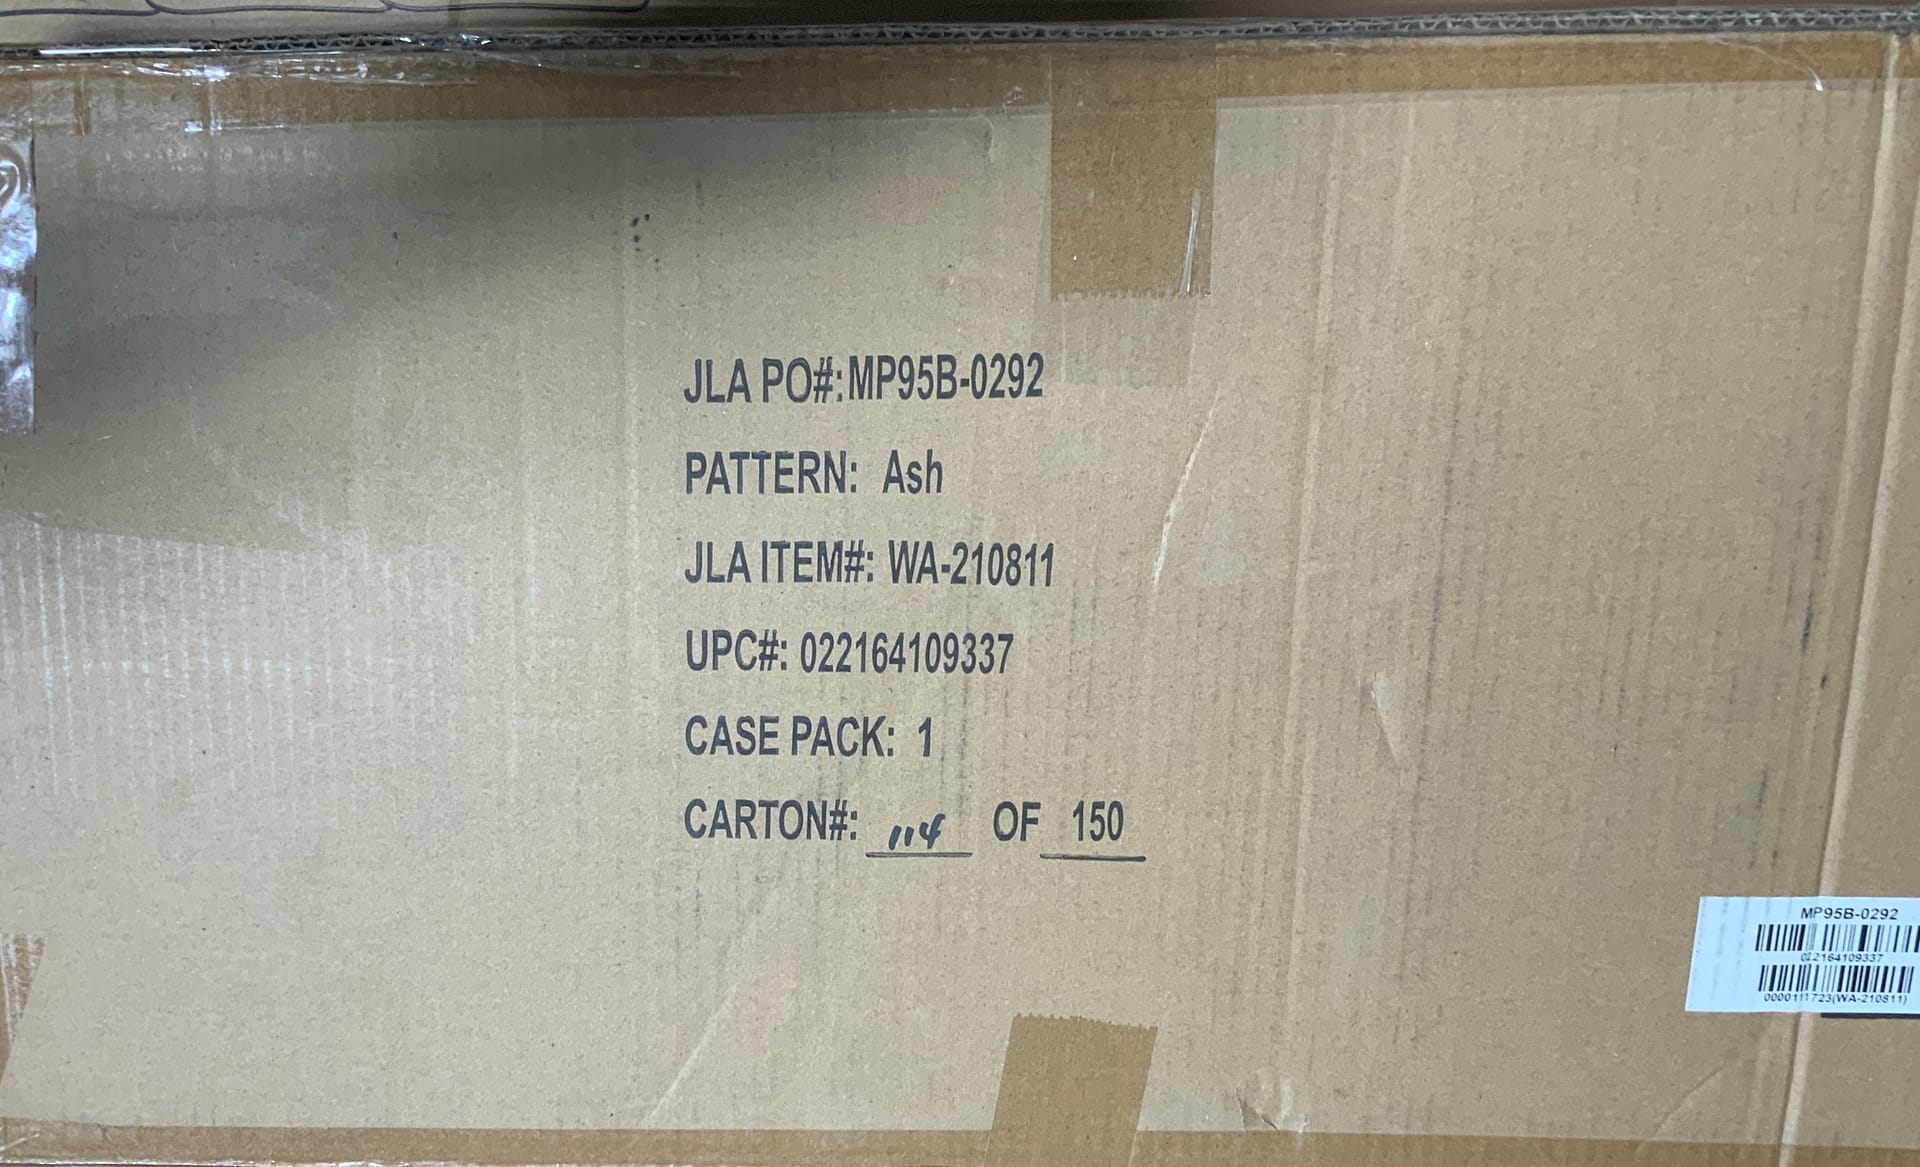 JLA PO#:MP95B-0292
PATTERN: Ash
JLA ITEM#: WA-210811
UPC#: 022164109337
CASE PACK: 1
CARTON#: 114 OF 150
MP95B-0292
022164109337
0000111723(WA-210811)